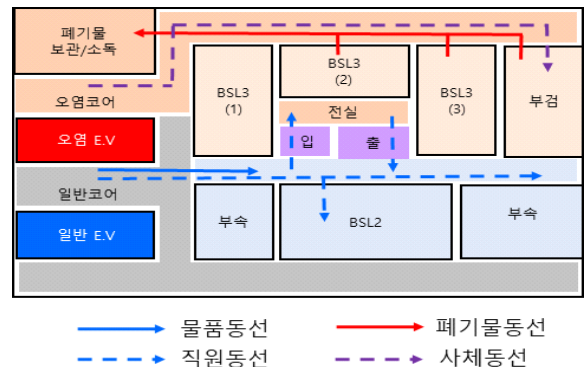 폐기물
보관/소독
오염코어
오염 E.V
일반코어
일반 E.V
BSL3
(1)
BSL3
(2)
전실
입
출
BSL3
(3)
부검
부속
BSL2
부속
물품동선
폐기물동선
직원동선
사체동선